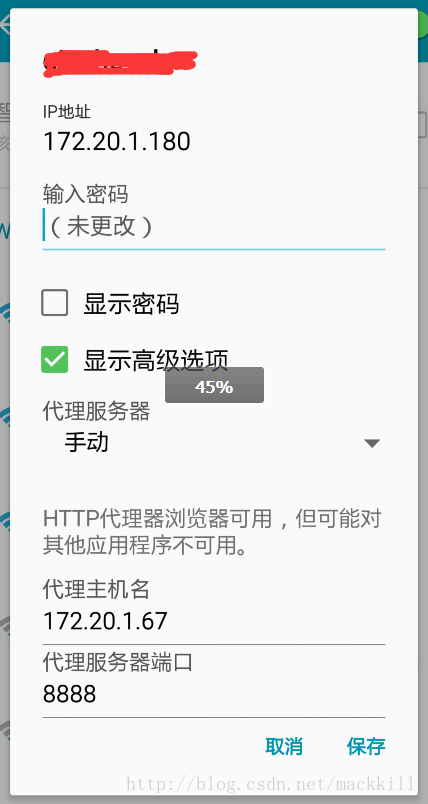 IP地址
172.20.1.180
输入密码
（未更改）
显示密码
显示高级选项
45%
代理服务器
手动
HTTP代理器浏览器可用，但可能对
其他应用程序不可用。
代理主机名
172.20.1.67
代理服务器端口
8888
取消
保存
http://blog.csdn.net/mackkill